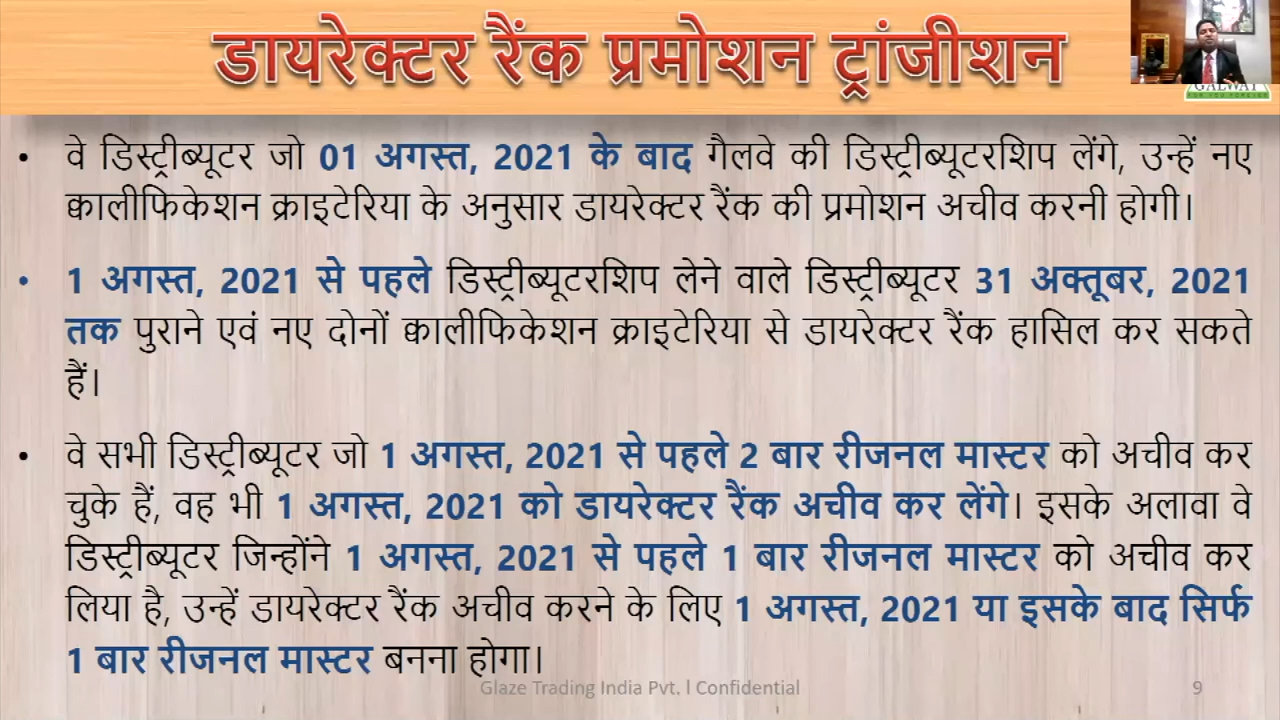 डायरेक्टर रैंक प्रमोशन ट्रांजीशन
GALWAY
• वे डिस्ट्रीब्यूटर जो 01 अगस्त, 2021 के बाद गैलवे की डिस्ट्रीब्यूटरशिप लेंगे, उन्हें नए
क्वालीफिकेशन क्राइटेरिया के अनुसार डायरेक्टर रैंक की प्रमोशन अचीव करनी होगी।
• 1 अगस्त, 2021 से पहले डिस्ट्रीब्यूटरशिप लेने वाले डिस्ट्रीब्यूटर 31 अक्तूबर, 2021
तक पुराने एवं नए दोनों क्वालीफिकेशन क्राइटेरिया से डायरेक्टर रैंक हासिल कर सकते
हैं।
• वे सभी डिस्ट्रीब्यूटर जो 1 अगस्त, 2021 से पहले 2 बार रीजनल मास्टर को अचीव कर
चुके हैं, वह भी 1 अगस्त, 2021 को डायरेक्टर रैंक अचीव कर लेंगे। इसके अलावा वे
डिस्ट्रीब्यूटर जिन्होंने 1 अगस्त, 2021 से पहले 1 बार रीजनल मास्टर को अचीव कर
लिया है, उन्हें डायरेक्टर रैंक अचीव करने के लिए 1 अगस्त, 2021 या इसके बाद सिर्फ
1 बार रीजनल मास्टर बनना होगा।
Glaze Trading India Pvt. l Confidential
9